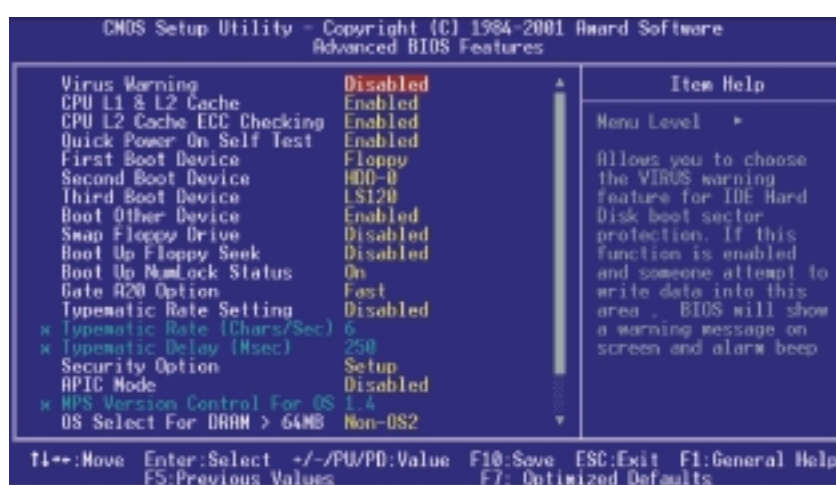 CMOS Setup Utility - Copyright (C) 1984-2001 Award Software
Advanced BIOS Features
Virus Warning Disabled
CPU L1 & L2 Cache Enabled
CPU L2 Cache ECC Checking Enabled
Quick Power On Self Test Enabled
First Boot Device Floppy
Second Boot Device HDD-0
Third Boot Device LS120
Boot Other Device Enabled
Swap Floppy Drive Disabled
Boot Up Floppy Seek Disabled
Boot Up NumLock Status On
Gate A20 Option Fast
Typematic Rate Setting Disabled
x Typematic Rate (Chars/Sec) 6
x Typematic Delay (Msec) 250
Security Option Setup
APIC Mode Disabled
x MPS Version Control For OS 1.4
OS Select For DRAM > 64MB Non-OS2
Item Help
Menu Level ▸
Allows you to choose
the VIRUS warning
feature for IDE Hard
Disk boot sector
protection. If this
function is enabled
and someone attempt to
write data into this
area , BIOS will show
a warning message on
screen and alarm beep
↑↓→←:Move Enter:Select +/-/PU/PD:Value F10:Save ESC:Exit F1:General Help
F5:Previous Values F7: Optimized Defaults